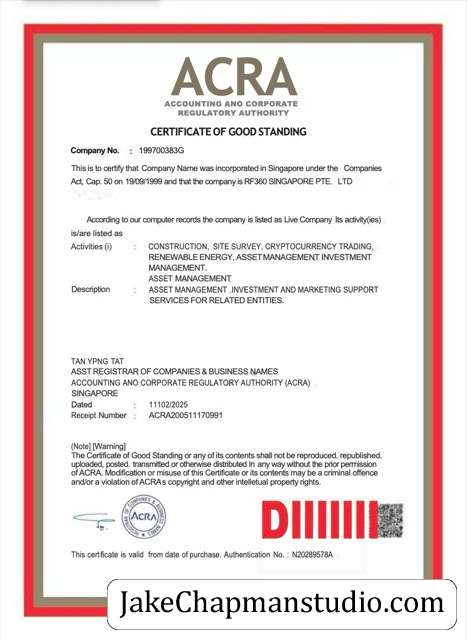 ACRA
ACCOUNTING ANO CORPORATE
REGULATORY AUTHORITY
CERTIFICATE OF GOOD STANDING
Company No. : 199700383G
This is to certify that Company Name was incorporated in Singapore under the Companies
Act, Cap. 50 on 19/09/1999 and that the company is RF360 SINGAPORE PTE. LTD
According to our computer records the company is listed as Live Company Its activity(ies)
is/are listed as
Activities (i) : CONSTRUCTION, SITE SURVEY, CRYPTOCURRENCY TRADING,
RENEWABLE ENERGY, ASSET MANAGEMENT INVESTMENT
MANAGEMENT.
ASSET MANAGEMENT
Description : ASSET MANAGEMENT .INVESTMENT AND MARKETING SUPPORT
SERVICES FOR RELATED ENTITIES.
TAN YPNG TAT
ASST REGISTRAR OF COMPANIES & BUSINESS NAMES
ACCOUNTING ANO CORPORATE REGULATORY AUTHORITY (ACRA)
SINGAPORE
Dated : 11102/2025
Receipt Number : ACRA200511170991
(Note] [Warning]
The Certificate of Good Standing or any of its contents shall not be reproduced. republished.
uploaded, posted. transmitted or otherwise distributed In any way without the prior permission
of ACRA. Modification or misuse of this Certificate or its contents may be a criminal offence
and/or a violation of ACRA's copyright and other intelletual property rights.
REGISTRAR OF COMPANIES & BUSINESS NAMES
ACRA
DIIIIIII
This certficate is valid from date of purchase. Authentication No. : N20289578A
JakeChapmanstudio.com